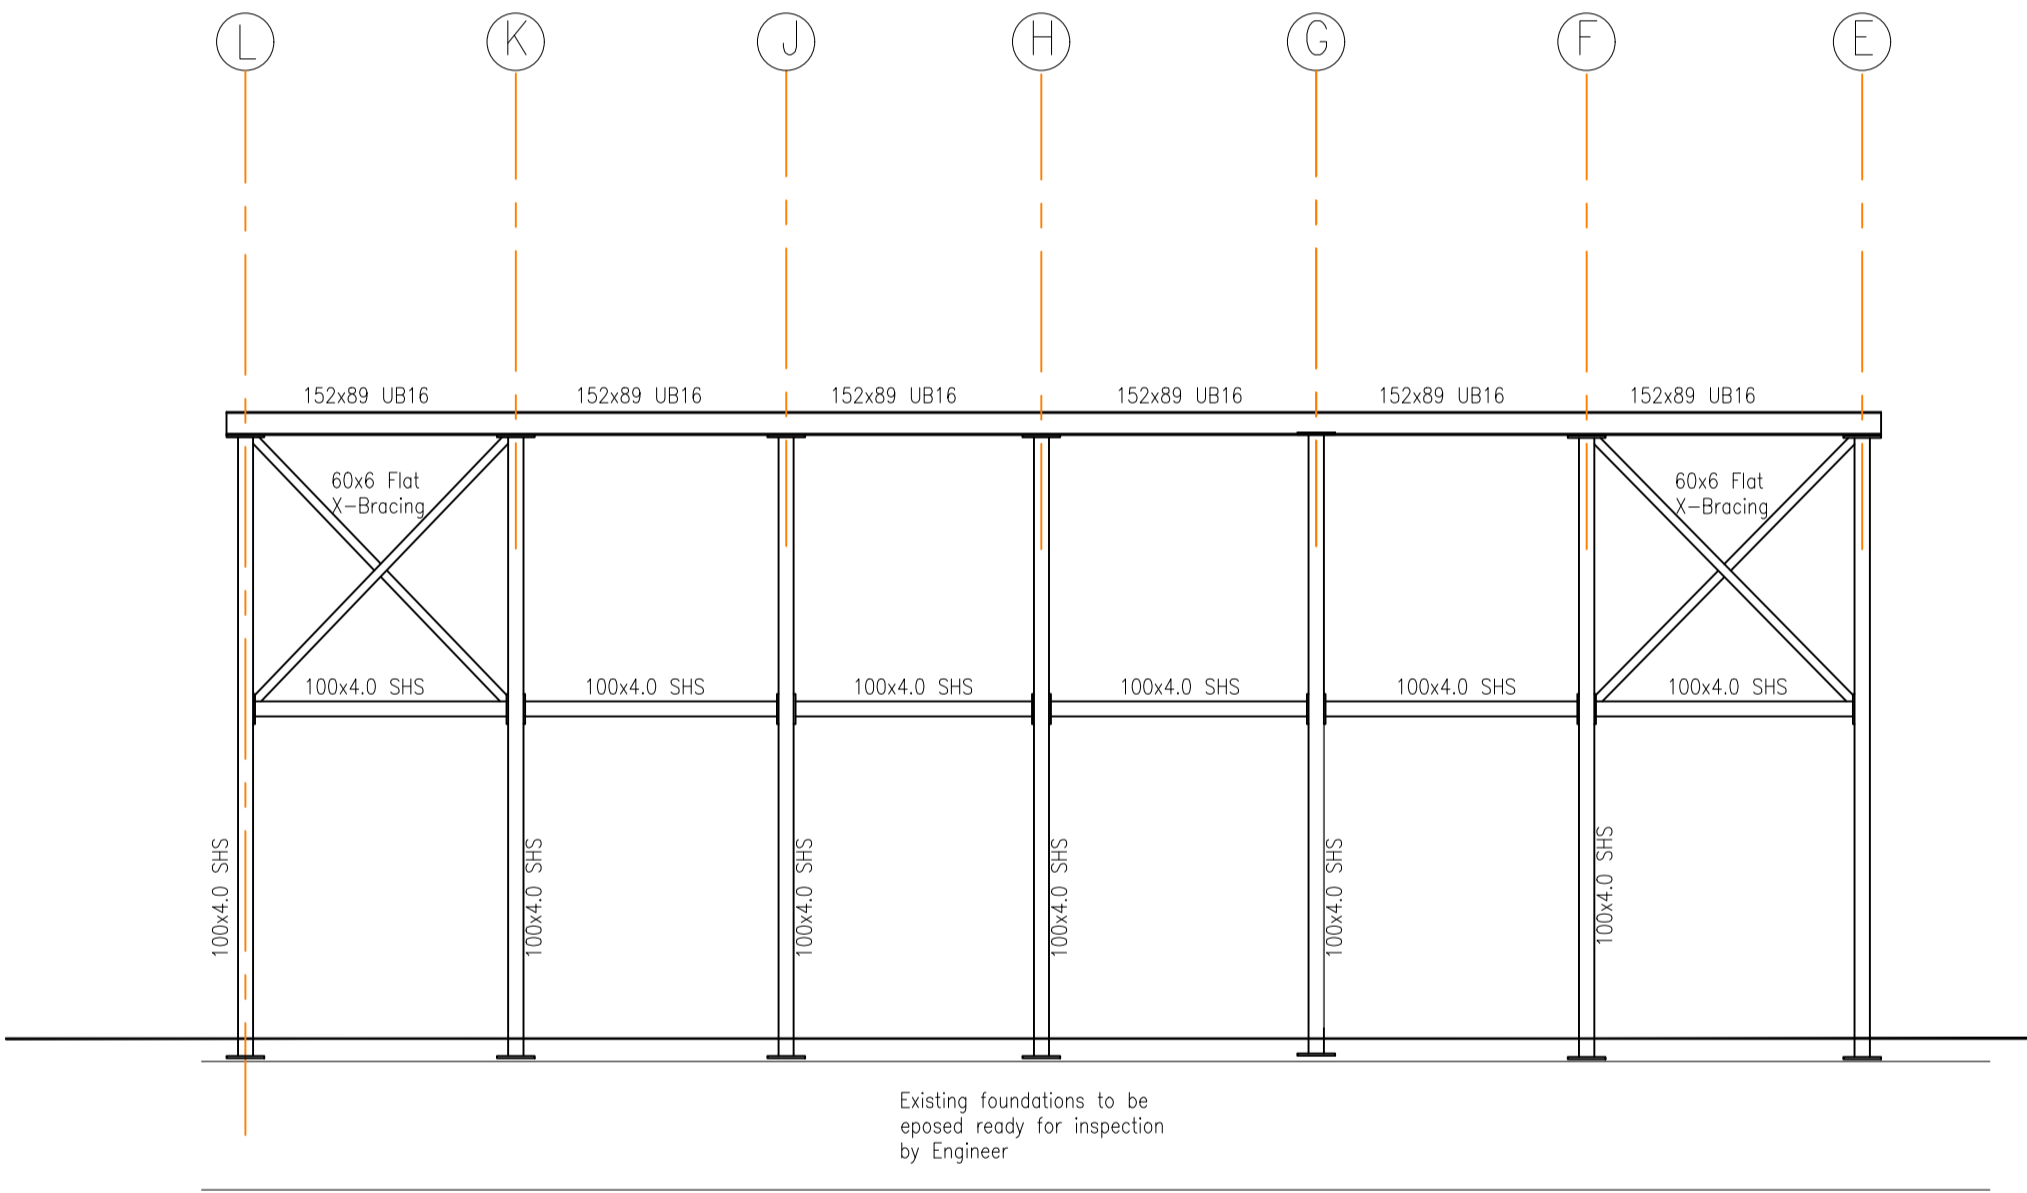 L
K
J
H
G
F
E
152x89 UB16
152x89 UB16
152x89 UB16
152x89 UB16
152x89 UB16
152x89 UB16
60x6 Flat
X-Bracing
60x6 Flat
X-Bracing
100x4.0 SHS
100x4.0 SHS
100x4.0 SHS
100x4.0 SHS
100x4.0 SHS
100x4.0 SHS
100x4.0 SHS
100x4.0 SHS
100x4.0 SHS
100x4.0 SHS
100x4.0 SHS
100x4.0 SHS
Existing foundations to be
eposed ready for inspection
by Engineer